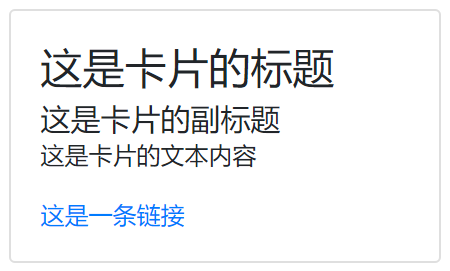 这是卡片的标题
这是卡片的副标题
这是卡片的文本内容
这是一条链接